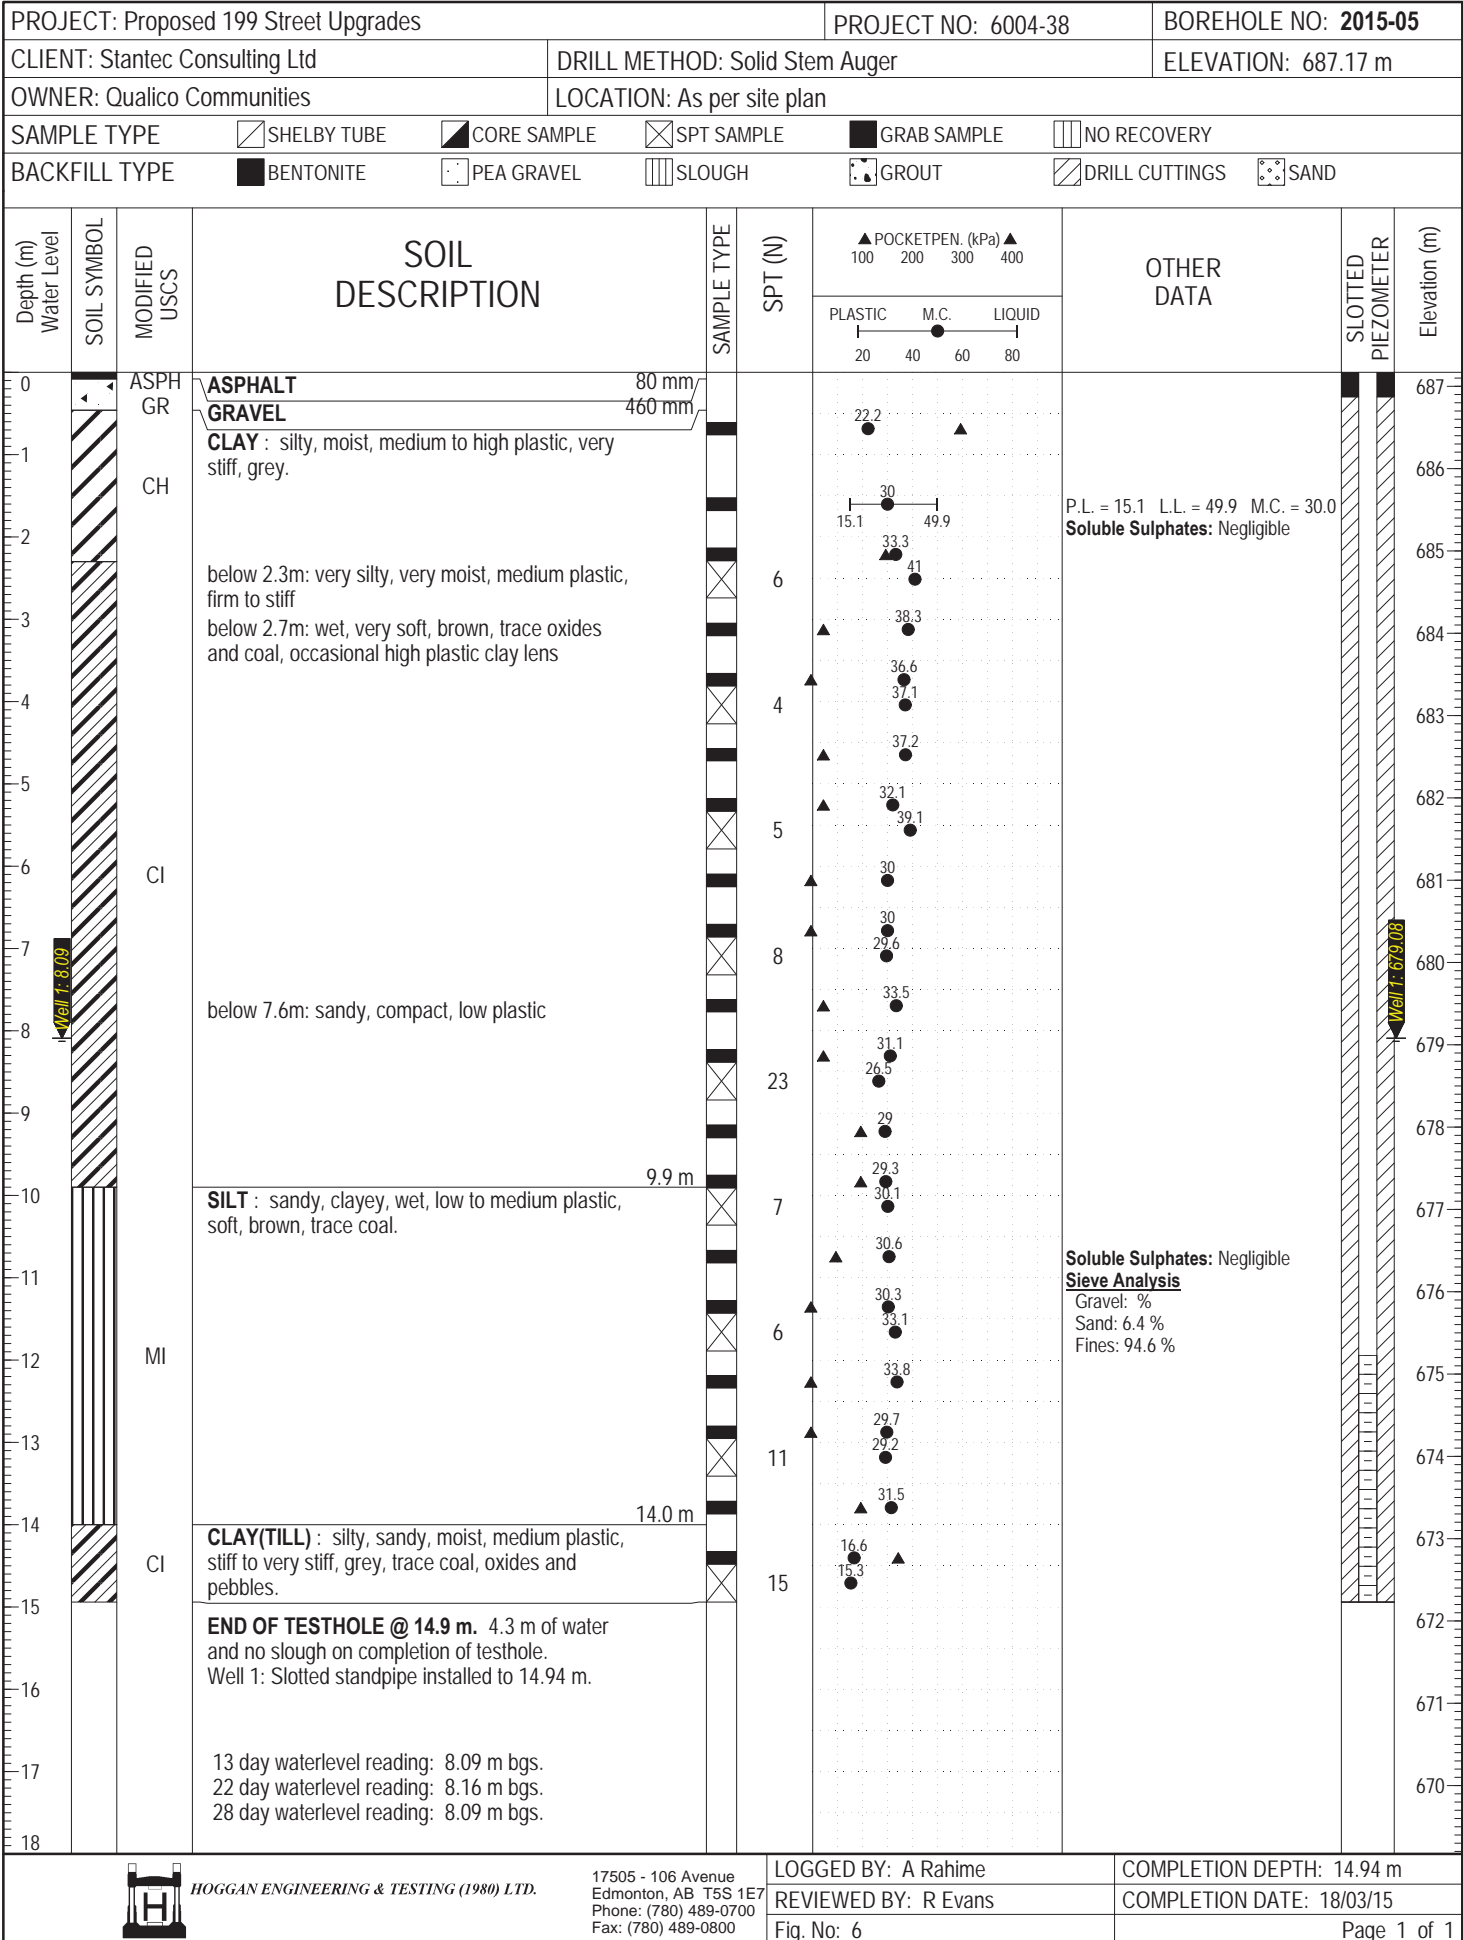 PROJECT: Proposed 199 Street Upgrades
PROJECT NO: 6004-38
BOREHOLE NO: 2015-05
CLIENT: Stantec Consulting Ltd
DRILL METHOD: Solid Stem Auger
ELEVATION: 687.17 m
OWNER: Qualico Communities
LOCATION: As per site plan
SAMPLE TYPE
SHELBY TUBE
CORE SAMPLE
SPT SAMPLE
GRAB SAMPLE
NO RECOVERY
BACKFILL TYPE
BENTONITE
PEA GRAVEL
SLOUGH
GROUT
DRILL CUTTINGS
SAND
Depth (m)
Water Level
SOIL SYMBOL
MODIFIED
USCS
SOIL
DESCRIPTION
SAMPLE TYPE
SPT (N)
▲ POCKETPEN. (kPa) ▲
100 200 300 400
PLASTIC M.C. LIQUID
20 40 60 80
OTHER
DATA
SLOTTED
PIEZOMETER
Elevation (m)
0
ASPH
ASPHALT 80 mm
687
GR
GRAVEL 460 mm
22.2
CLAY : silty, moist, medium to high plastic, very
stiff, grey.
1
686
CH
30
15.1 49.9
P.L. = 15.1 L.L. = 49.9 M.C. = 30.0
Soluble Sulphates: Negligible
2
33.3
685
below 2.3m: very silty, very moist, medium plastic,
firm to stiff
6
41
3
below 2.7m: wet, very soft, brown, trace oxides
and coal, occasional high plastic clay lens
38.3
684
36.6
4
4
37.1
683
37.2
5
32.1
682
5
39.1
6
CI
30
681
30
7
Well 1: 8.09
8
29.6
680
Well 1: 679.08
below 7.6m: sandy, compact, low plastic
33.5
8
31.1
679
23
26.5
9
29
678
9.9 m
29.3
10
SILT : sandy, clayey, wet, low to medium plastic,
soft, brown, trace coal.
7
30.1
677
30.6
Soluble Sulphates: Negligible
Sieve Analysis
Gravel: %
Sand: 6.4 %
Fines: 94.6 %
11
30.3
676
6
33.1
12
MI
33.8
675
29.7
13
11
29.2
674
31.5
14.0 m
14
CLAY(TILL) : silty, sandy, moist, medium plastic,
stiff to very stiff, grey, trace coal, oxides and
pebbles.
CI
16.6
673
15
15.3
15
END OF TESTHOLE @ 14.9 m. 4.3 m of water
and no slough on completion of testhole.
Well 1: Slotted standpipe installed to 14.94 m.
672
16
671
17
13 day waterlevel reading: 8.09 m bgs.
22 day waterlevel reading: 8.16 m bgs.
28 day waterlevel reading: 8.09 m bgs.
670
18
H
HOGGAN ENGINEERING & TESTING (1980) LTD.
17505 - 106 Avenue
Edmonton, AB T5S 1E7
Phone: (780) 489-0700
Fax: (780) 489-0800
LOGGED BY: A Rahime
COMPLETION DEPTH: 14.94 m
REVIEWED BY: R Evans
COMPLETION DATE: 18/03/15
Fig. No: 6
Page 1 of 1